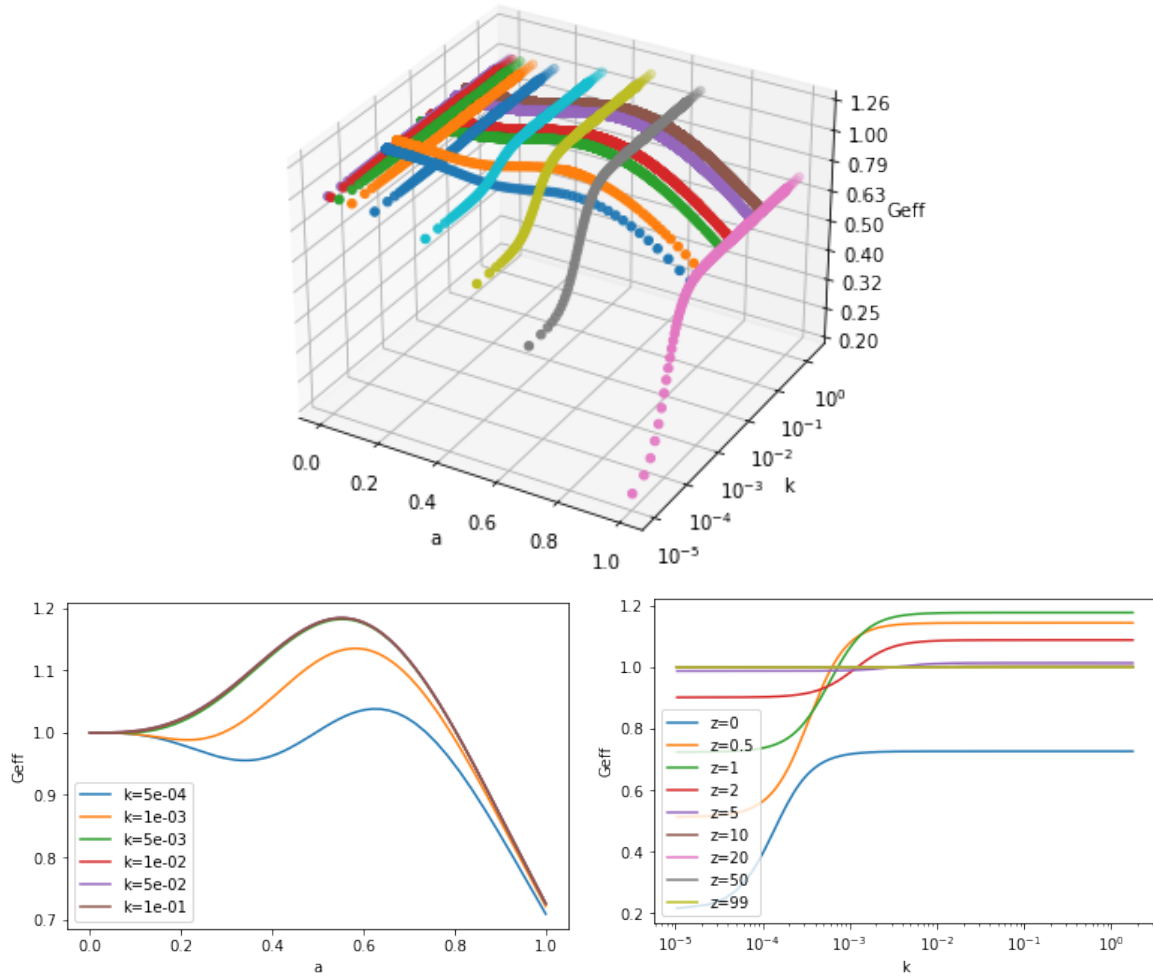 1.26
1.00
0.79
0.63
Geff
0.50
0.40
0.32
0.25
0.20
0.0
0.2
0.4
0.6
0.8
1.0
a
10⁰
10⁻¹
10⁻²
10⁻³
10⁻⁴
10⁻⁵
k
1.2
1.1
1.0
0.9
0.8
0.7
Geff
k=5e-04
k=1e-03
k=5e-03
k=1e-02
k=5e-02
k=1e-01
0.0 0.2 0.4 0.6 0.8 1.0
a
1.2
1.0
0.8
0.6
0.4
0.2
Geff
z=0
z=0.5
z=1
z=2
z=5
z=10
z=20
z=50
z=99
10⁻⁵ 10⁻⁴ 10⁻³ 10⁻² 10⁻¹ 10⁰
k